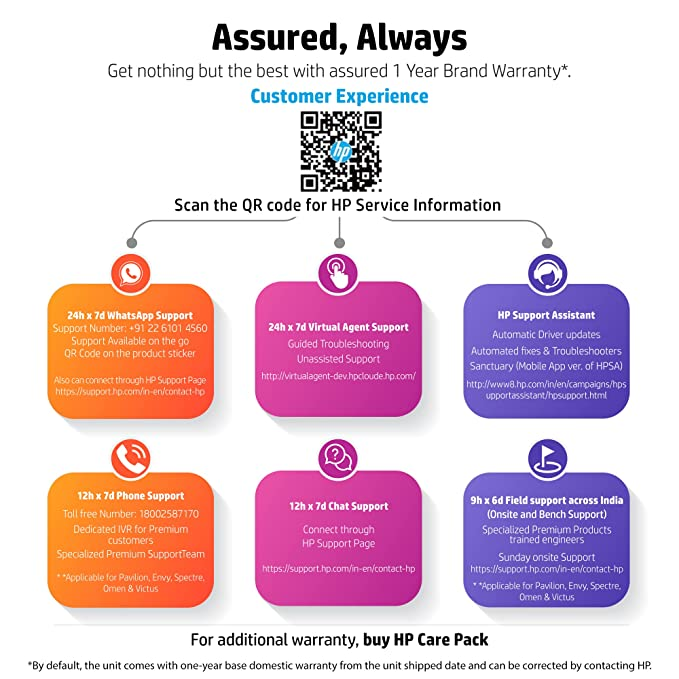 Assured, Always
Get nothing but the best with assured 1 Year Brand Warranty*.
Customer Experience
hp
Scan the QR code for HP Service Information
24h x 7d WhatsApp Support
Support Number: +91 22 6101 4560
Support Available on the go
QR Code on the product sticker
Also can connect through HP Support Page
https://support.hp.com/in-en/contact-hp
24h x 7d Virtual Agent Support
Guided Troubleshooting
Unassisted Support
http://virtualagent-dev.hpcloude.hp.com/
HP Support Assistant
Automatic Driver updates
Automated fixes & Troubleshooters
Sanctuary (Mobile App ver. of HPSA)
http://www8.hp.com/in/en/campaigns/hps
upportassistant/hpsupport.html
12h x 7d Phone Support
Toll free Number: 18002587170
Dedicated IVR for Premium
customers
Specialized Premium SupportTeam
* *Applicable for Pavilion, Envy, Spectre,
Omen & Victus
12h x 7d Chat Support
Connect through
HP Support Page
https://support.hp.com/in-en/contact-hp
9h x 6d Field support across India
(Onsite and Bench Support)
Specialized Premium Products
trained engineers
Sunday onsite Support
https://support.hp.com/in-en/contact-hp
* *Applicable for Pavilion, Envy, Spectre,
Omen & Victus
For additional warranty, buy HP Care Pack
*By default, the unit comes with one-year base domestic warranty from the unit shipped date and can be corrected by contacting HP.